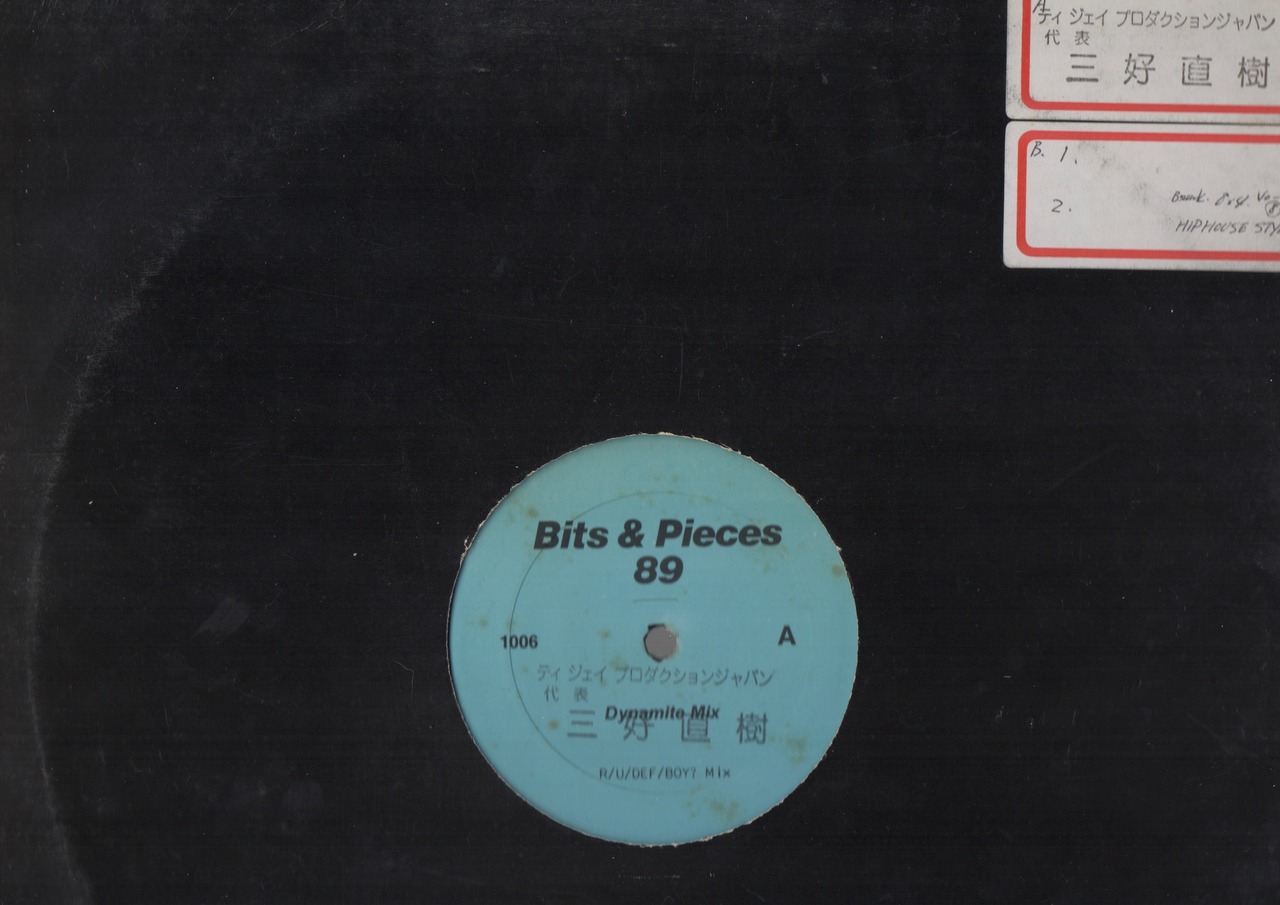 A
ティ ジェイ プロダクションジャパン
代 表
三 好 直 樹
B. 1.
2.
HIPHOUSE
Bits & Pieces
89
1006
A
ティ ジェイ プロダクションジャパン
代 表
Dynamite Mix
三 好 直 樹
R/U/DEF/BOY? Mix